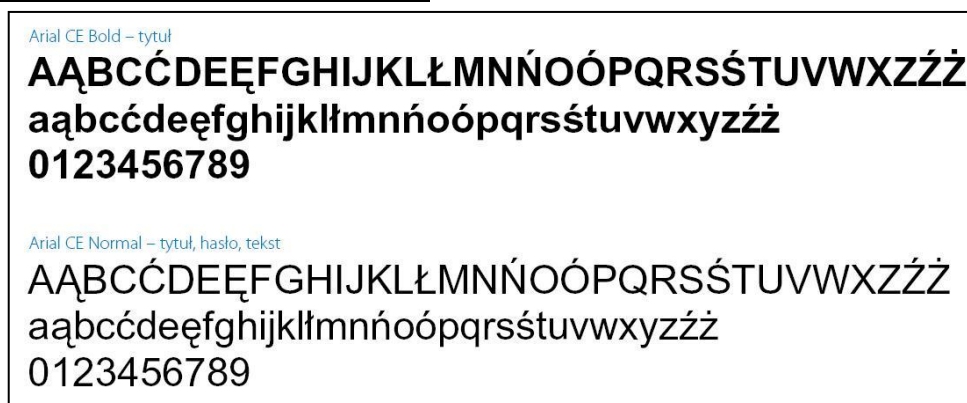 Arial CE Bold – tytuł
AĄBCĆDEĘFGHIJKLŁMNŃOÓPQRSŚTUVWXZŹŻ
aąbcćdeęfghijklłmnńoópqrsśtuvwxyzźż
0123456789
Arial CE Normal – tytuł, hasło, tekst
AĄBCĆDEĘFGHIJKLŁMNŃOÓPQRSŚTUVWXZŹŻ
aąbcćdeęfghijklłmnńoópqrsśtuvwxyzźż
0123456789